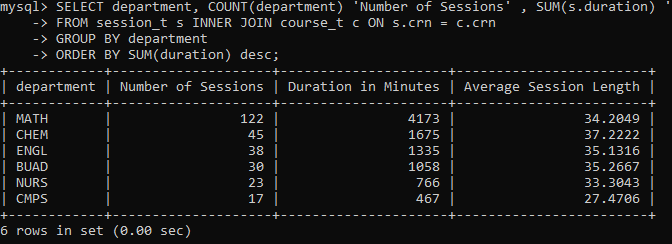 mysql> SELECT department, COUNT(department) 'Number of Sessions' , SUM(s.duration) '
    -> FROM session_t s INNER JOIN course_t c ON s.crn = c.crn
    -> GROUP BY department
    -> ORDER BY SUM(duration) desc;
+------------+--------------------+---------------------+------------------------+
| department | Number of Sessions | Duration in Minutes | Average Session Length |
+------------+--------------------+---------------------+------------------------+
| MATH       |                122 |                4173 |                34.2049 |
| CHEM       |                 45 |                1675 |                37.2222 |
| ENGL       |                 38 |                1335 |                35.1316 |
| BUAD       |                 30 |                1058 |                35.2667 |
| NURS       |                 23 |                 766 |                33.3043 |
| CMPS       |                 17 |                 467 |                27.4706 |
+------------+--------------------+---------------------+------------------------+
6 rows in set (0.00 sec)